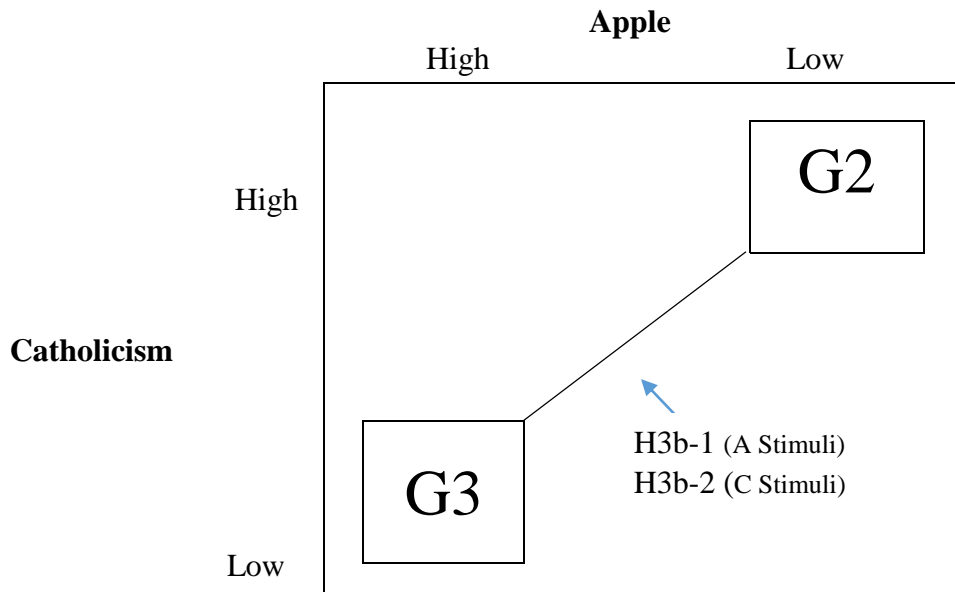 Apple
High Low
G2
High
Catholicism
H3b-1 (A Stimuli)
H3b-2 (C Stimuli)
G3
Low